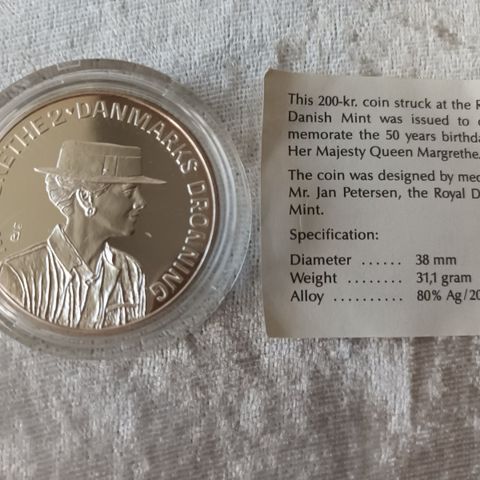 MARGRETHE 2 · DANMARKS DRONNING
This 200-kr. coin struck at the R
Danish Mint was issued to c
memorate the 50 years birthda
Her Majesty Queen Margrethe.
The coin was designed by med
Mr. Jan Petersen, the Royal D
Mint.
Specification:
Diameter ...... 38 mm
Weight ........ 31,1 gram
Alloy .......... 80% Ag/20